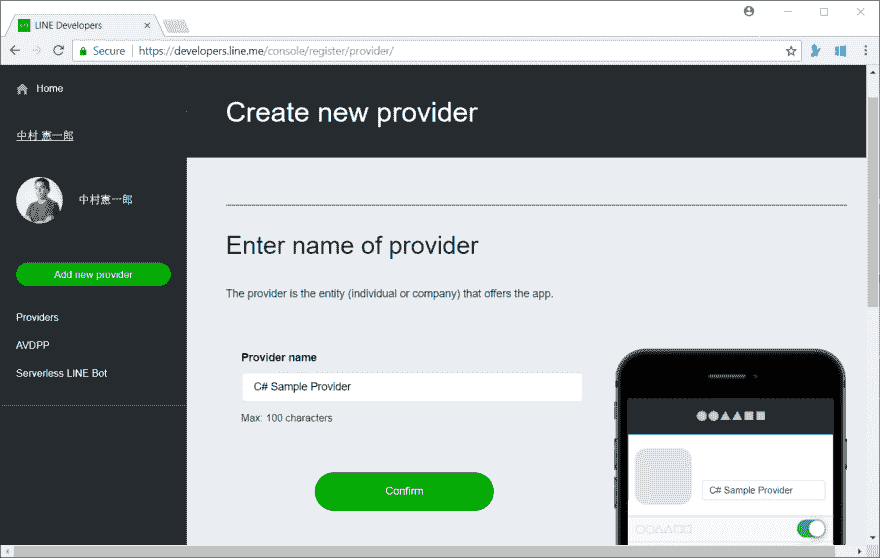 LINE Developers
Secure
https://developers.line.me/console/register/provider/
Home
中村 憲一郎
中村憲一郎
Add new provider
Providers
AVDPP
Serverless LINE Bot
Create new provider
Enter name of provider
The provider is the entity (individual or company) that offers the app.
Provider name
C# Sample Provider
Max: 100 characters
Confirm
C# Sample Provider